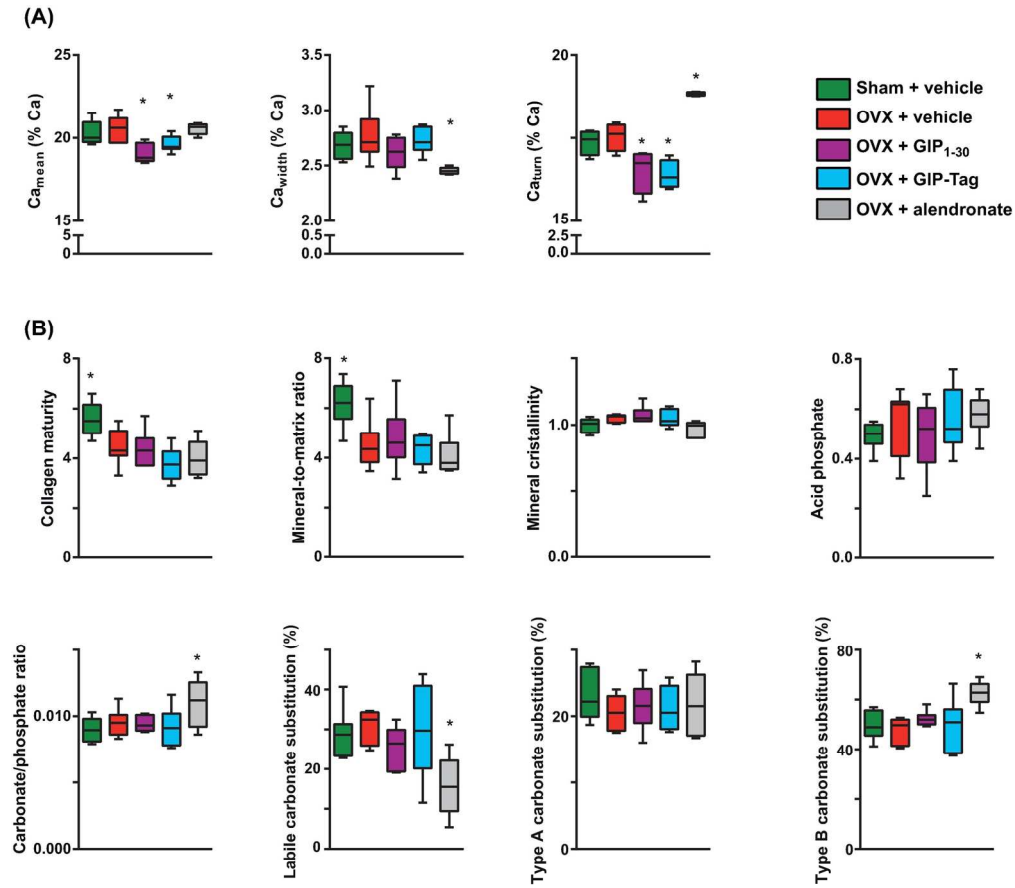 (A)
Ca_mean (% Ca)
25
20
15
5
0.0
*
*
Ca_width (% Ca)
3.5
3.0
2.5
2.0
5
0.0
*
Ca_turn (% Ca)
20
15
2.5
0.0
*
*
*
Sham + vehicle
OVX + vehicle
OVX + GIP₁₋₃₀
OVX + GIP-Tag
OVX + alendronate
(B)
Collagen maturity
8
4
0
*
Mineral-to-matrix ratio
8
4
0
*
Mineral cristallinity
1.0
0.0
Acid phosphate
0.8
0.4
0.0
Carbonate/phosphate ratio
0.010
0.000
*
Labile carbonate substitution (%)
40
20
0
*
Type A carbonate substitution (%)
20
0
Type B carbonate substitution (%)
80
40
0
*